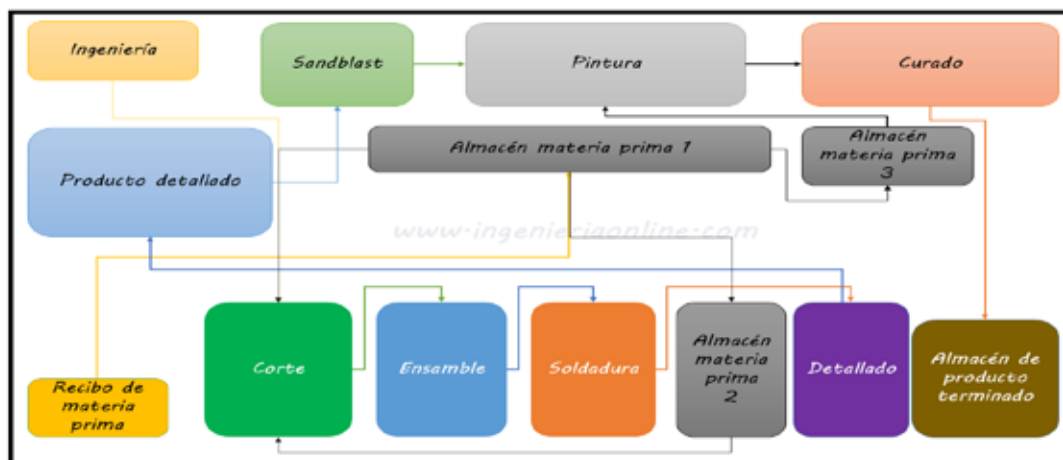 Ingeniería
Sandblast
Pintura
Curado
Producto detallado
Almacén materia prima 1
Almacén
materia prima
3
www.ingenieriaonline.com
Recibo de
materia
prima
Corte
Ensamble
Soldadura
Almacén
materia
prima
2
Detallado
Almacén de
producto
terminado